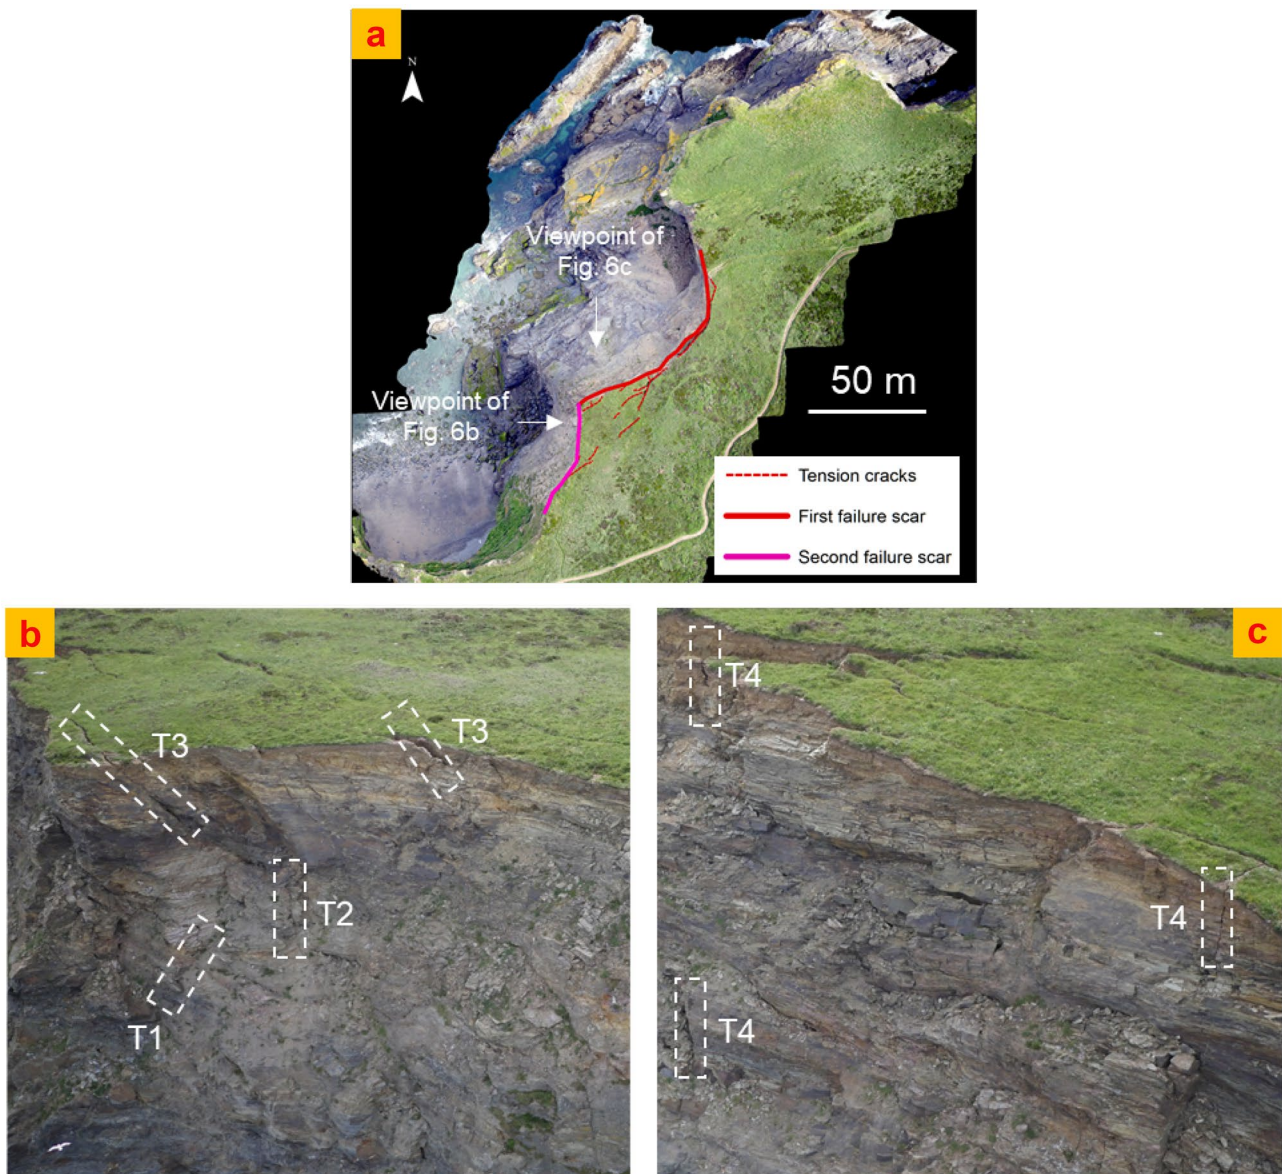 a
N
Viewpoint of
Fig. 6c
Viewpoint of
Fig. 6b
50 m
Tension cracks
First failure scar
Second failure scar
b
T3
T3
T2
T1
c
T4
T4
T4